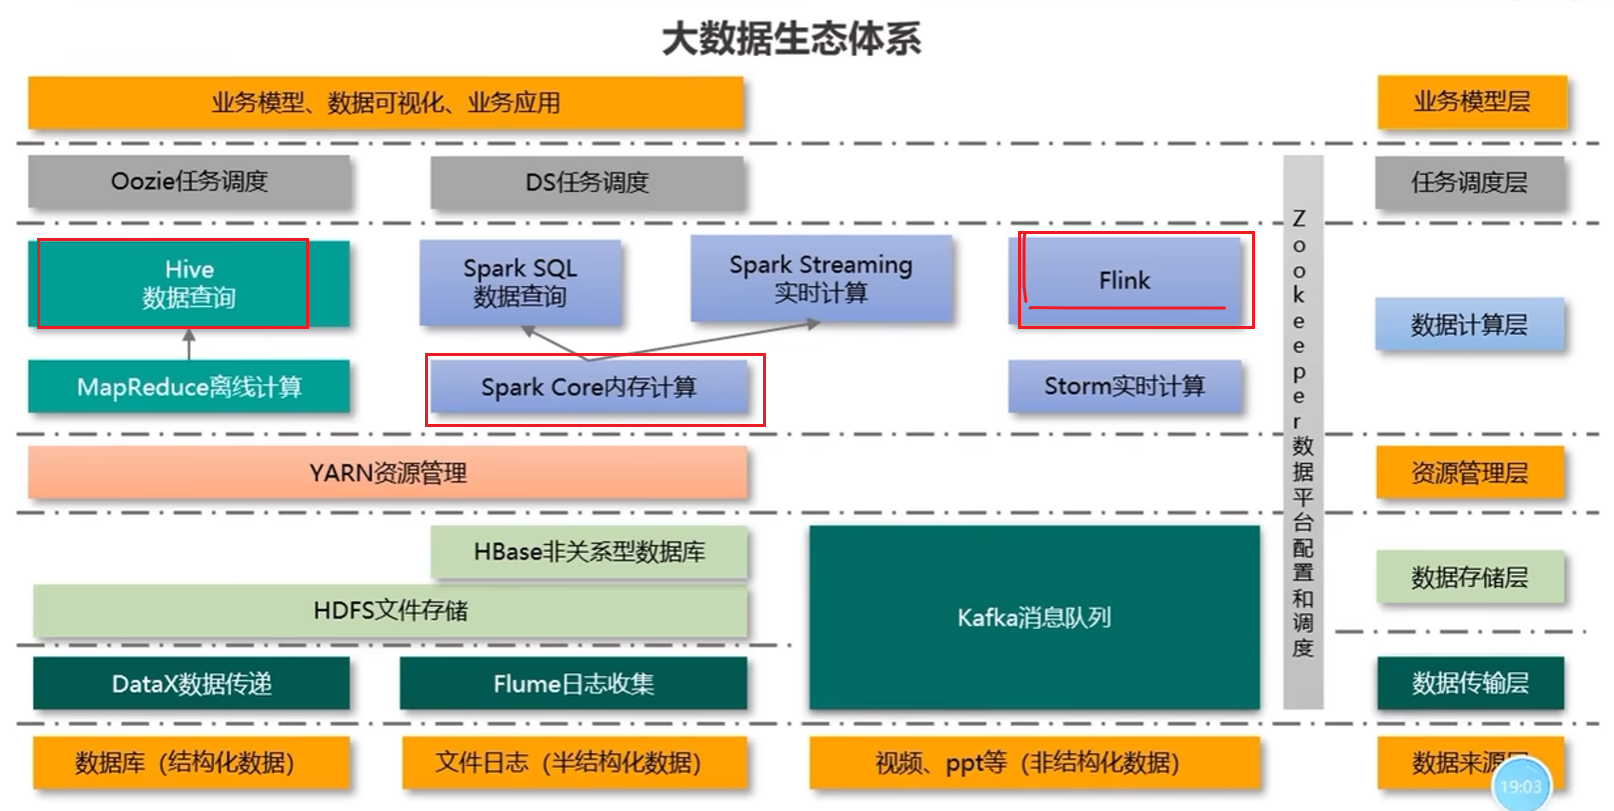 大数据生态体系
业务模型、数据可视化、业务应用
业务模型层
Oozie任务调度
DS任务调度
任务调度层
Hive
数据查询
Spark SQL
数据查询
Spark Streaming
实时计算
Flink
数据计算层
MapReduce离线计算
Spark Core内存计算
Storm实时计算
Zookeeper数据平台配置和调度
YARN资源管理
资源管理层
HBase非关系型数据库
HDFS文件存储
Kafka消息队列
数据存储层
DataX数据传递
Flume日志收集
数据传输层
数据库（结构化数据）
文件日志（半结构化数据）
视频、ppt等（非结构化数据）
数据来源
19:03